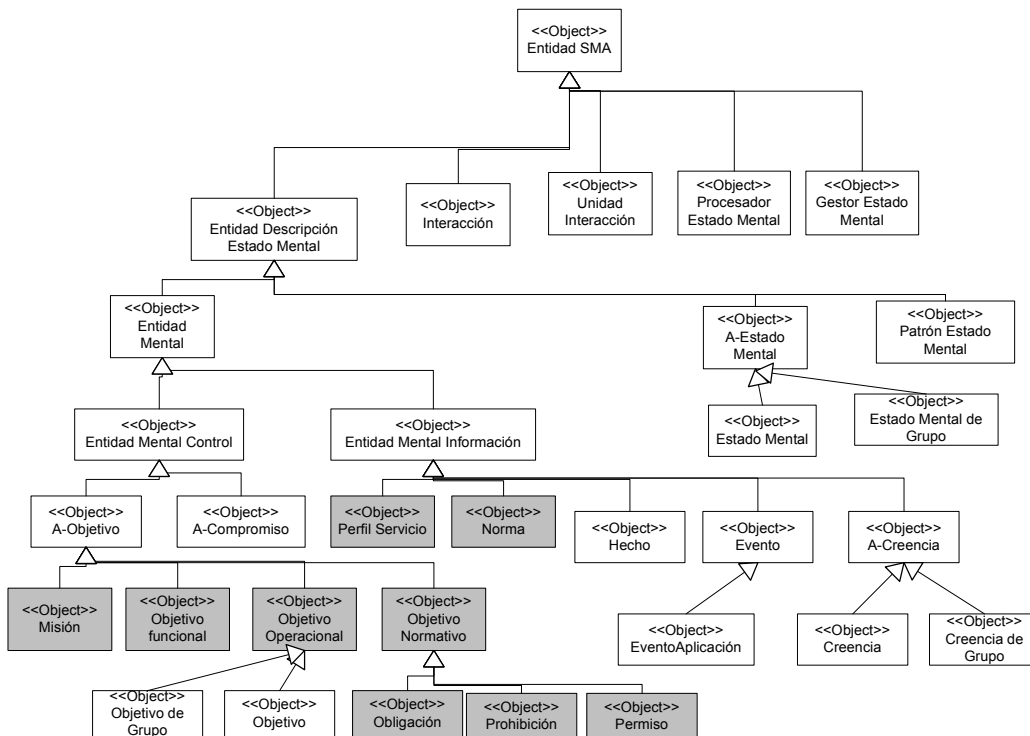 <<Object>>
Entidad SMA
<<Object>>
Entidad Descripción
Estado Mental
<<Object>>
Interacción
<<Object>>
Unidad
Interacción
<<Object>>
Procesador
Estado Mental
<<Object>>
Gestor Estado
Mental
<<Object>>
Entidad
Mental
<<Object>>
A-Estado
Mental
<<Object>>
Patrón Estado
Mental
<<Object>>
Entidad Mental Control
<<Object>>
Entidad Mental Información
<<Object>>
Estado Mental
<<Object>>
Estado Mental de
Grupo
<<Object>>
A-Objetivo
<<Object>>
A-Compromiso
<<Object>>
Perfil Servicio
<<Object>>
Norma
<<Object>>
Hecho
<<Object>>
Evento
<<Object>>
A-Creencia
<<Object>>
Misión
<<Object>>
Objetivo
funcional
<<Object>>
Objetivo
Operacional
<<Object>>
Objetivo
Normativo
<<Object>>
EventoAplicación
<<Object>>
Creencia
<<Object>>
Creencia de
Grupo
<<Object>>
Objetivo de
Grupo
<<Object>>
Objetivo
<<Object>>
Obligación
<<Object>>
Prohibición
<<Object>>
Permiso